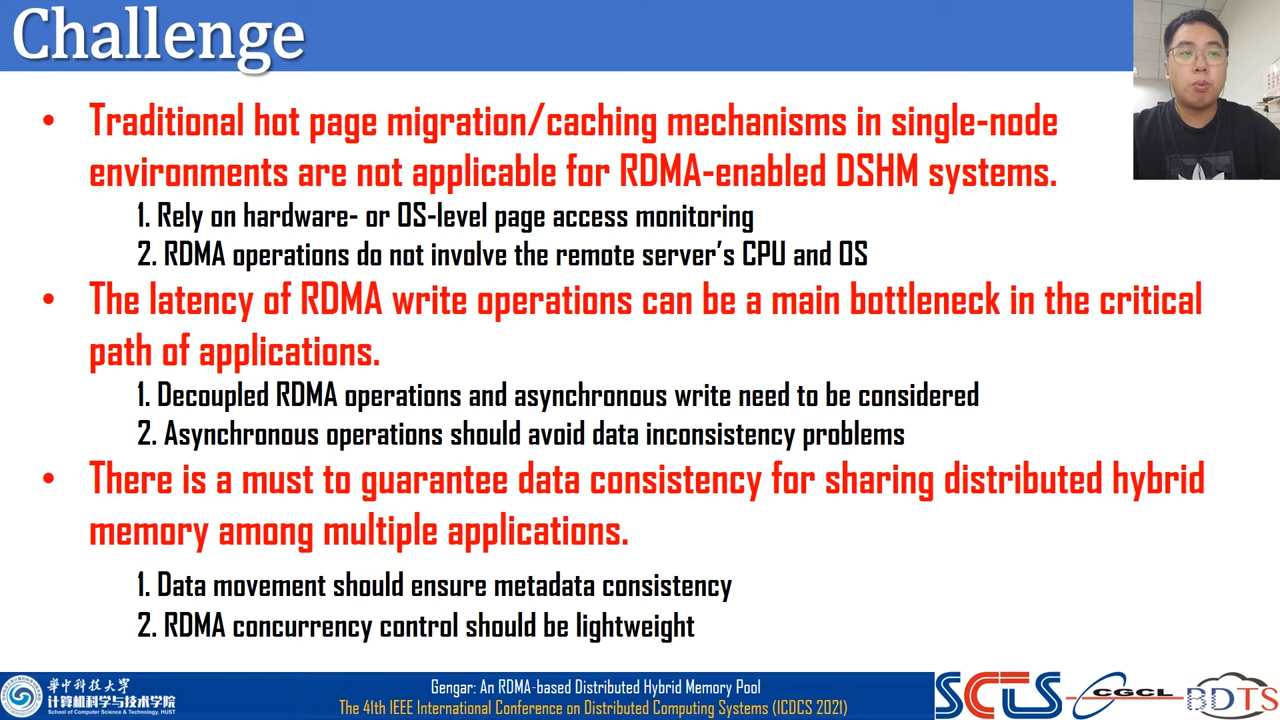 Challenge
• Traditional hot page migration/caching mechanisms in single-node
environments are not applicable for RDMA-enabled DSHM systems.
1. Rely on hardware- or OS-level page access monitoring
2. RDMA operations do not involve the remote server's CPU and OS
• The latency of RDMA write operations can be a main bottleneck in the critical
path of applications.
1. Decoupled RDMA operations and asynchronous write need to be considered
2. Asynchronous operations should avoid data inconsistency problems
• There is a must to guarantee data consistency for sharing distributed hybrid
memory among multiple applications.
1. Data movement should ensure metadata consistency
2. RDMA concurrency control should be lightweight
华中科技大学
计算机科学与技术学院
School of Computer Science & Technology, HUST
Gengar: An RDMA-based Distributed Hybrid Memory Pool
The 41th IEEE International Conference on Distributed Computing Systems (ICDCS 2021)
SCTS
CGCL
BDTS